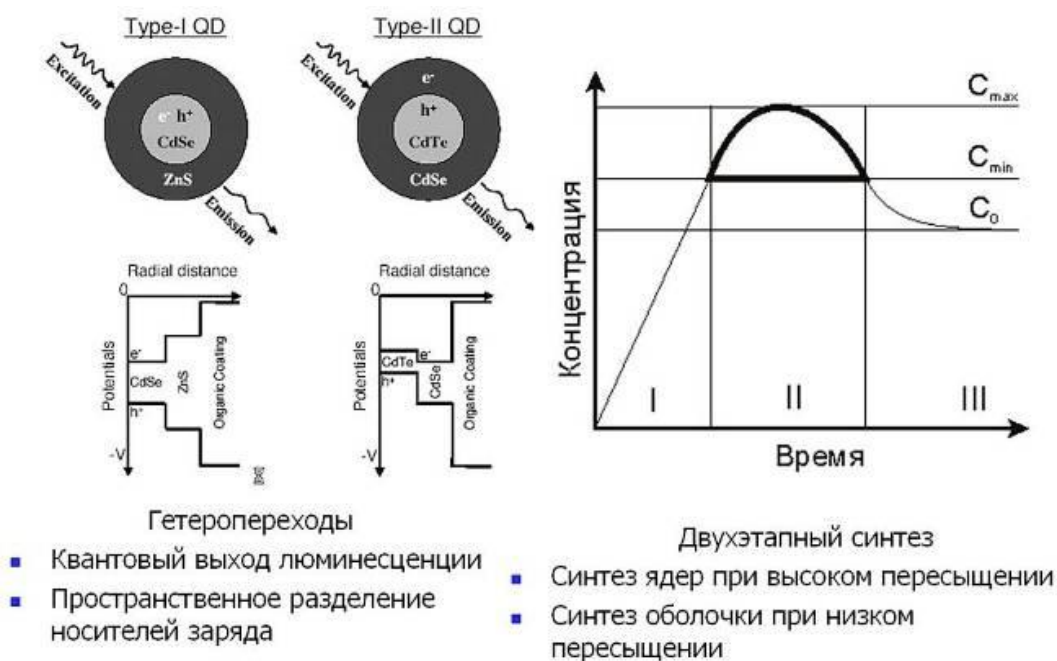 Type-I QD
Type-II QD
Excitation
e- h+
CdSe
ZnS
Emission
Excitation
e-
h+
CdTe
CdSe
Emission
Radial distance
0
Potentials
-V
e-
CdSe
h+
ZnS
Organic Coating
Radial distance
0
Potentials
-V
CdTe
e-
h+
CdSe
Organic Coating
Концентрация
Cmax
Cmin
Co
I
II
III
Время
Гетеропереходы
Квантовый выход люминесценции
Пространственное разделение
носителей заряда
Двухэтапный синтез
Синтез ядер при высоком пересыщении
Синтез оболочки при низком
пересыщении